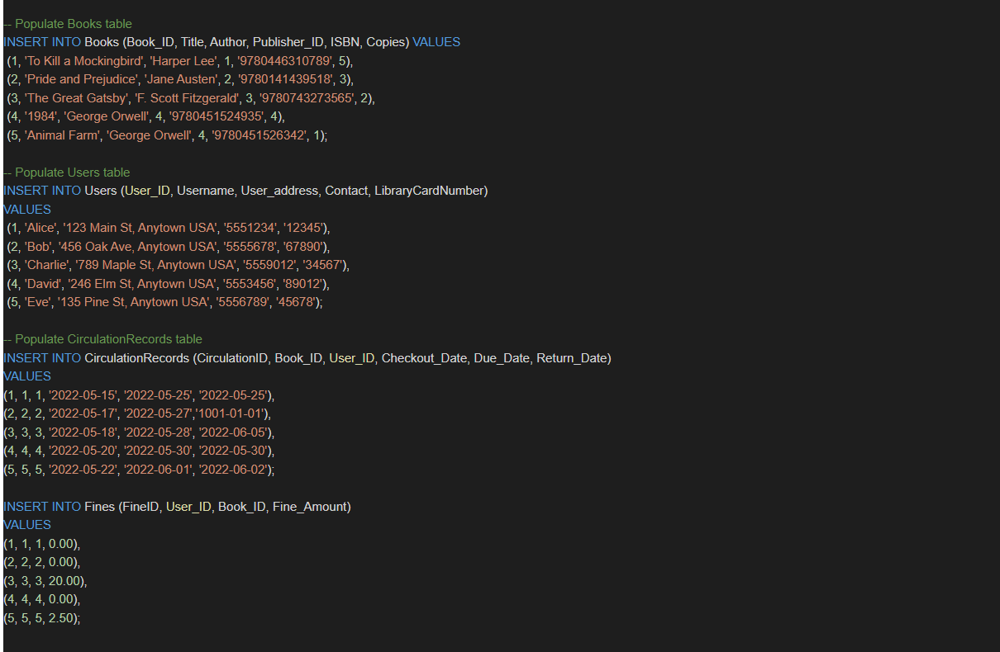 -- Populate Books table
INSERT INTO Books (Book_ID, Title, Author, Publisher_ID, ISBN, Copies) VALUES
(1, 'To Kill a Mockingbird', 'Harper Lee', 1, '9780446310789', 5),
(2, 'Pride and Prejudice', 'Jane Austen', 2, '9780141439518', 3),
(3, 'The Great Gatsby', 'F. Scott Fitzgerald', 3, '9780743273565', 2),
(4, '1984', 'George Orwell', 4, '9780451524935', 4),
(5, 'Animal Farm', 'George Orwell', 4, '9780451526342', 1);
-- Populate Users table
INSERT INTO Users (User_ID, Username, User_address, Contact, LibraryCardNumber)
VALUES
(1, 'Alice', '123 Main St, Anytown USA', '5551234', '12345'),
(2, 'Bob', '456 Oak Ave, Anytown USA', '5555678', '67890'),
(3, 'Charlie', '789 Maple St, Anytown USA', '5559012', '34567'),
(4, 'David', '246 Elm St, Anytown USA', '5553456', '89012'),
(5, 'Eve', '135 Pine St, Anytown USA', '5556789', '45678');
-- Populate CirculationRecords table
INSERT INTO CirculationRecords (CirculationID, Book_ID, User_ID, Checkout_Date, Due_Date, Return_Date)
VALUES
(1, 1, 1, '2022-05-15', '2022-05-25', '2022-05-25'),
(2, 2, 2, '2022-05-17', '2022-05-27','1001-01-01'),
(3, 3, 3, '2022-05-18', '2022-05-28', '2022-06-05'),
(4, 4, 4, '2022-05-20', '2022-05-30', '2022-05-30'),
(5, 5, 5, '2022-05-22', '2022-06-01', '2022-06-02');
INSERT INTO Fines (FineID, User_ID, Book_ID, Fine_Amount)
VALUES
(1, 1, 1, 0.00),
(2, 2, 2, 0.00),
(3, 3, 3, 20.00),
(4, 4, 4, 0.00),
(5, 5, 5, 2.50);